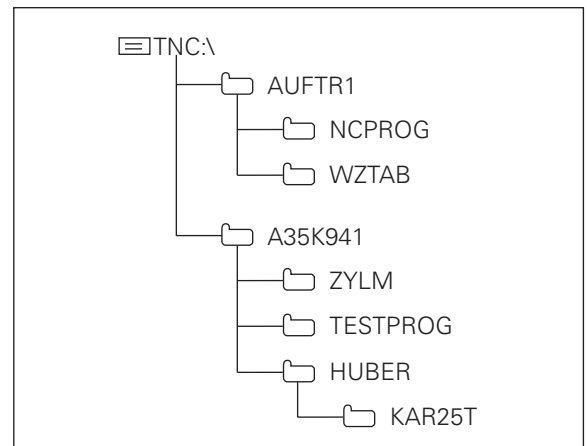 TNC:\
AUFTR1
NCPROG
WZTAB
A35K941
ZYLM
TESTPROG
HUBER
KAR25T